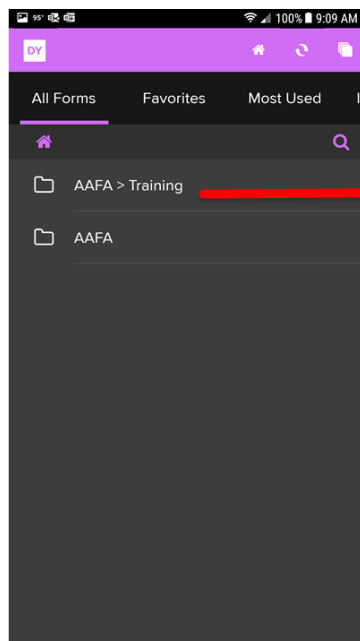 95° 100% 9:09 AM
DY
All Forms Favorites Most Used
AAFA > Training
AAFA